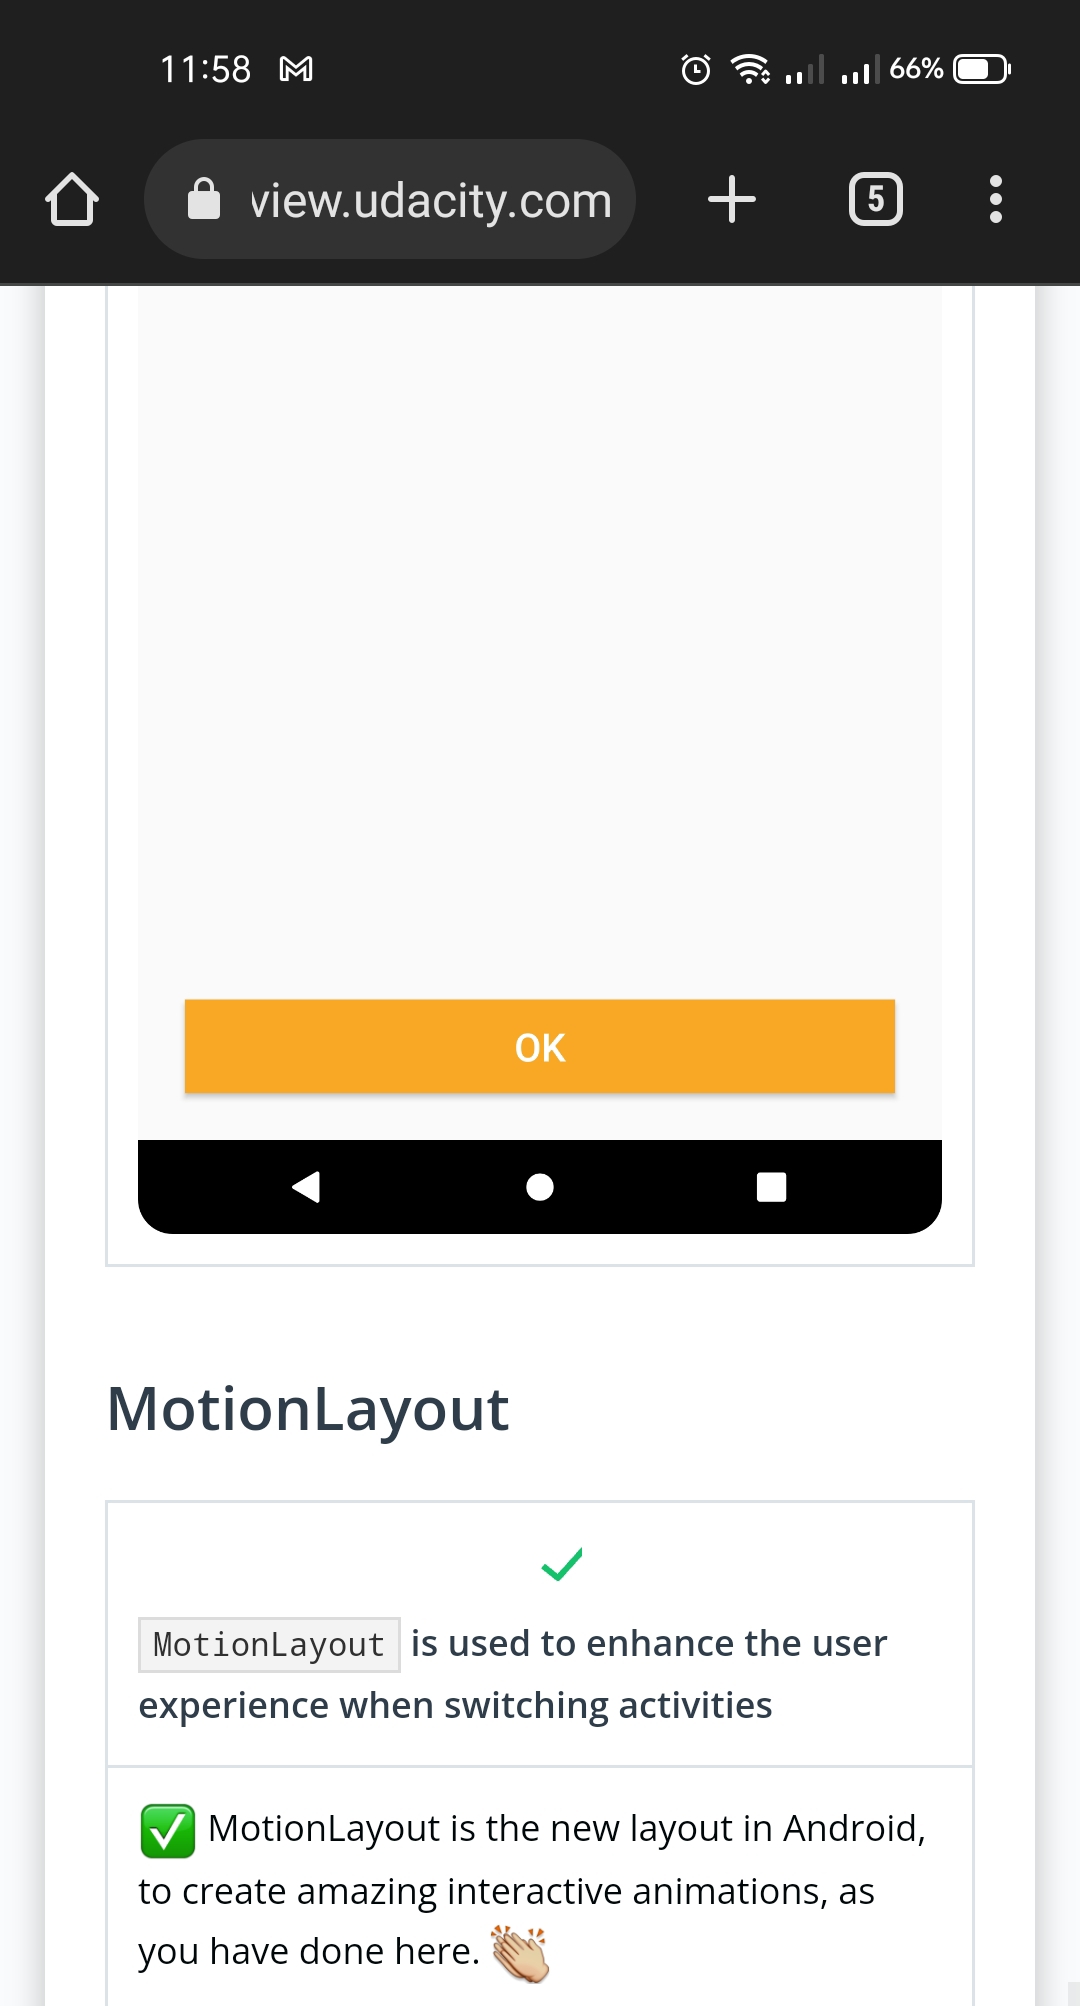 11:58
66%
view.udacity.com
5
OK
MotionLayout
MotionLayout is used to enhance the user
experience when switching activities
✅ MotionLayout is the new layout in Android,
to create amazing interactive animations, as
you have done here. 👏